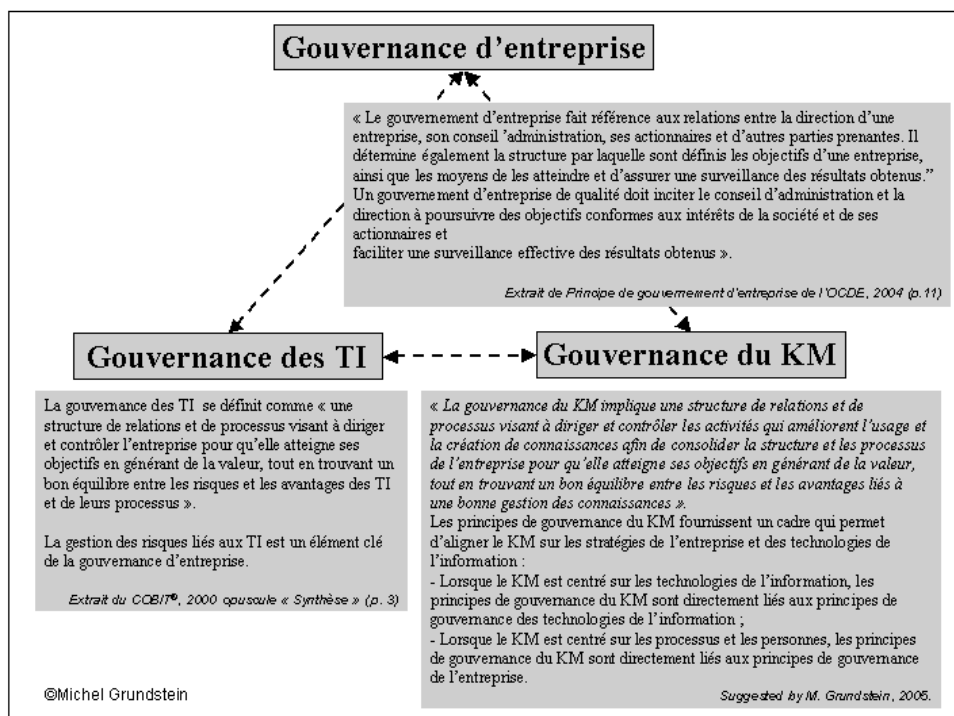 Gouvernance d'entreprise
« Le gouvernement d'entreprise fait référence aux relations entre la direction d'une
entreprise, son conseil 'administration, ses actionnaires et d'autres parties prenantes. Il
détermine également la structure par laquelle sont définis les objectifs d'une entreprise,
ainsi que les moyens de les atteindre et d'assurer une surveillance des résultats obtenus.”
Un gouvernement d'entreprise de qualité doit inciter le conseil d'administration et la
direction à poursuivre des objectifs conformes aux intérêts de la société et de ses
actionnaires et
faciliter une surveillance effective des résultats obtenus ».
Extrait de Principe de gouvernement d'entreprise de l'OCDE, 2004 (p.11)
Gouvernance des TI
La gouvernance des TI se définit comme « une
structure de relations et de processus visant à diriger
et contrôler l'entreprise pour qu'elle atteigne ses
objectifs en générant de la valeur, tout en trouvant un
bon équilibre entre les risques et les avantages des TI
et de leurs processus ».
La gestion des risques liés aux TI est un élément clé
de la gouvernance d'entreprise.
Extrait du COBIT®, 2000 opuscule « Synthèse » (p. 3)
Gouvernance du KM
« La gouvernance du KM implique une structure de relations et de
processus visant à diriger et contrôler les activités qui améliorent l'usage et
la création de connaissances afin de consolider la structure et les processus
de l'entreprise pour qu'elle atteigne ses objectifs en générant de la valeur,
tout en trouvant un bon équilibre entre les risques et les avantages liés à
une bonne gestion des connaissances ».
Les principes de gouvernance du KM fournissent un cadre qui permet
d'aligner le KM sur les stratégies de l'entreprise et des technologies de
l'information :
- Lorsque le KM est centré sur les technologies de l'information, les
principes de gouvernance du KM sont directement liés aux principes de
gouvernance des technologies de l'information ;
- Lorsque le KM est centré sur les processus et les personnes, les principes
de gouvernance du KM sont directement liés aux principes de gouvernance
de l'entreprise.
Suggested by M. Grundstein, 2005.
©Michel Grundstein